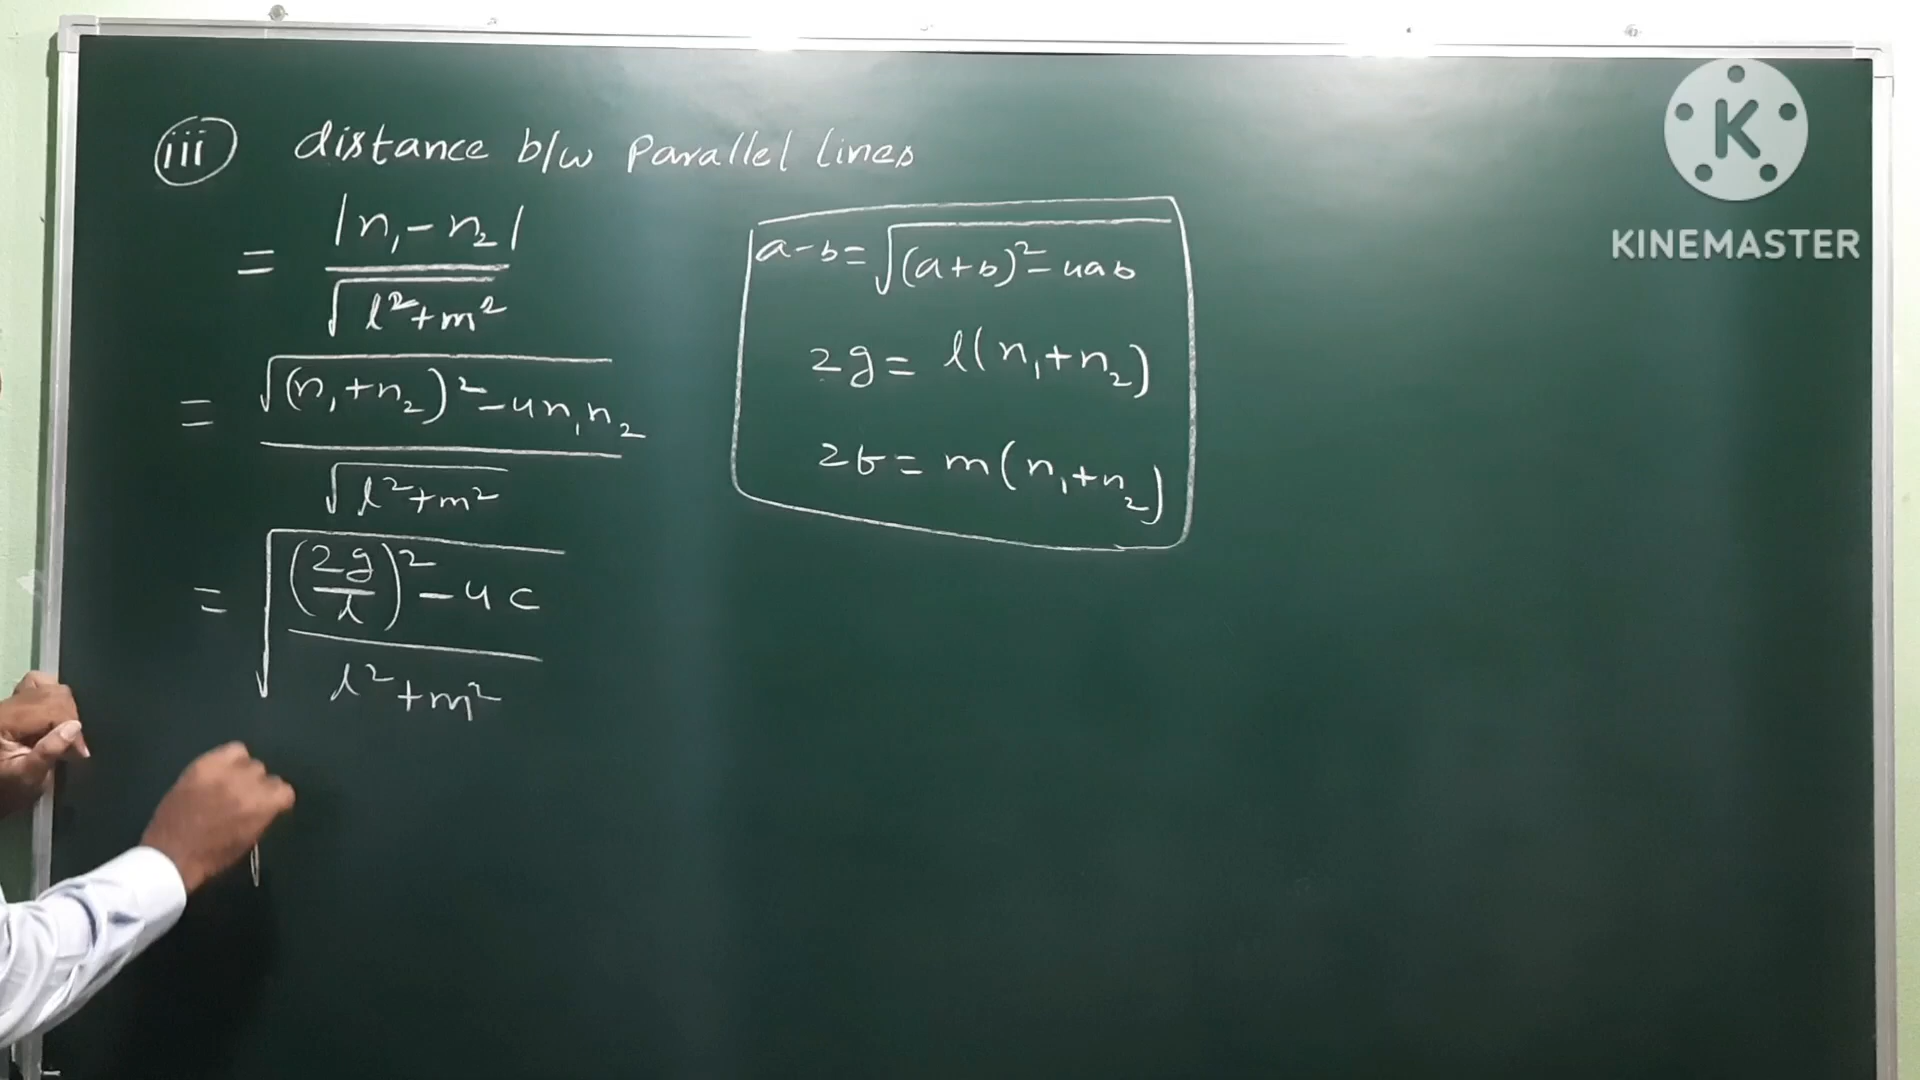 iii distance b/w parallel lines
= |n₁ - n₂| / √(l² + m²)
= √((n₁ + n₂)² - 4n₁n₂) / √(l² + m²)
= √(((2g/l)² - 4c) / (l² + m²))
a - b = √((a + b)² - 4ab)
2g = l(n₁ + n₂)
2f = m(n₁ + n₂)
K
KINEMASTER